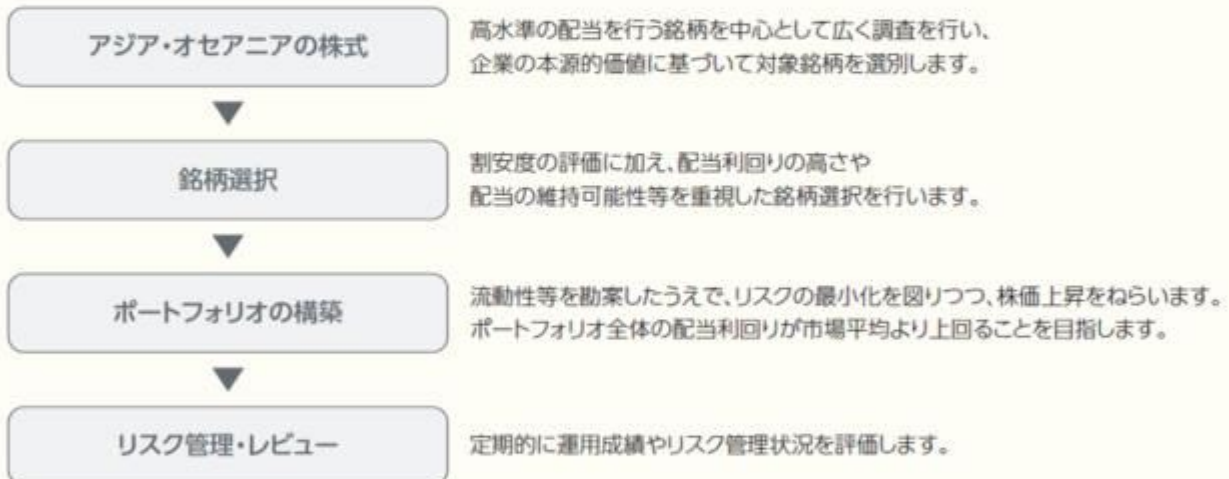 アジア・オセアニアの株式
高水準の配当を行う銘柄を中心として広く調査を行い、
企業の本源的価値に基づいて対象銘柄を選別します。
▼
銘柄選択
割安度の評価に加え、配当利回りの高さや
配当の維持可能性等を重視した銘柄選択を行います。
▼
ポートフォリオの構築
流動性等を勘案したうえで、リスクの最小化を図りつつ、株価上昇をねらいます。
ポートフォリオ全体の配当利回りが市場平均より上回ることを目指します。
▼
リスク管理・レビュー
定期的に運用成績やリスク管理状況を評価します。